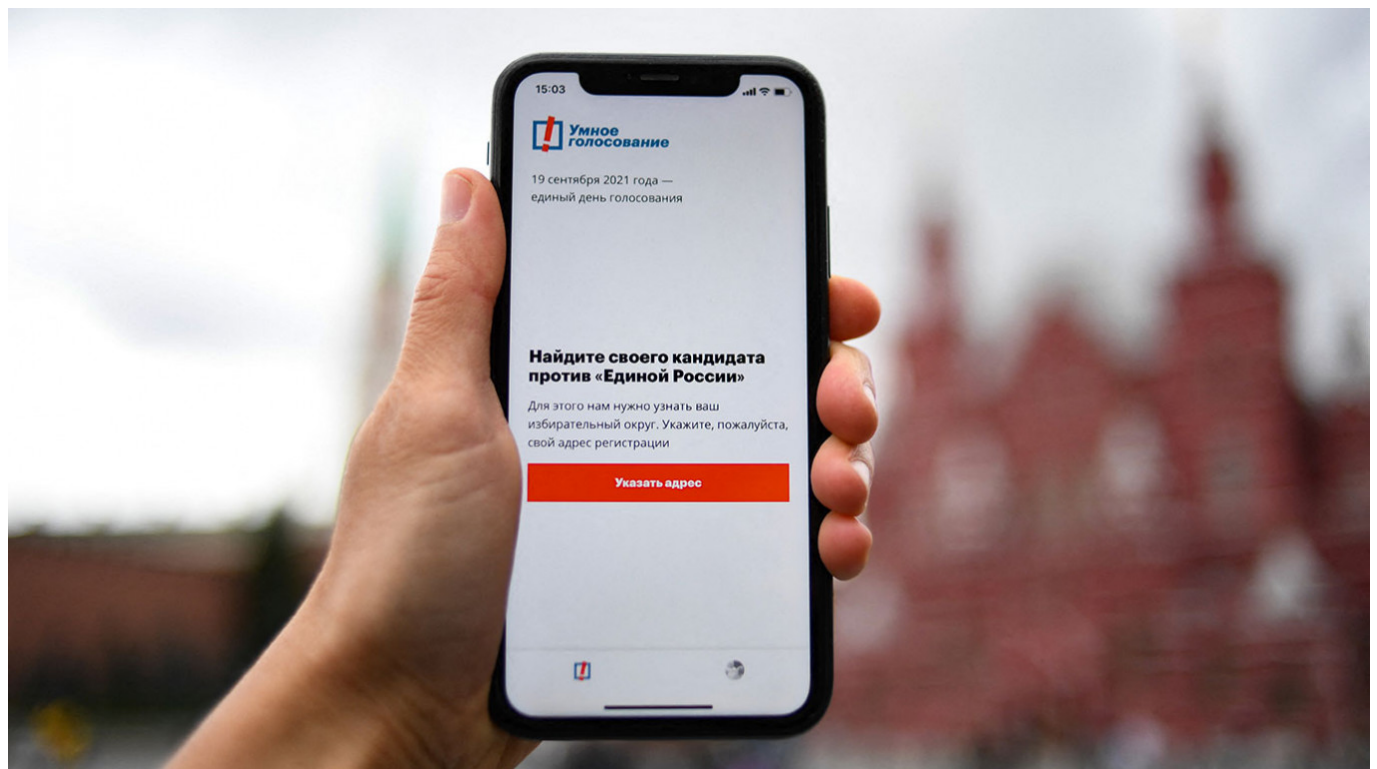 15:03
Умное
голосование
19 сентября 2021 года —
единый день голосования
Найдите своего кандидата
против «Единой России»
Для этого нам нужно узнать ваш
избирательный округ. Укажите, пожалуйста,
свой адрес регистрации
Указать адрес